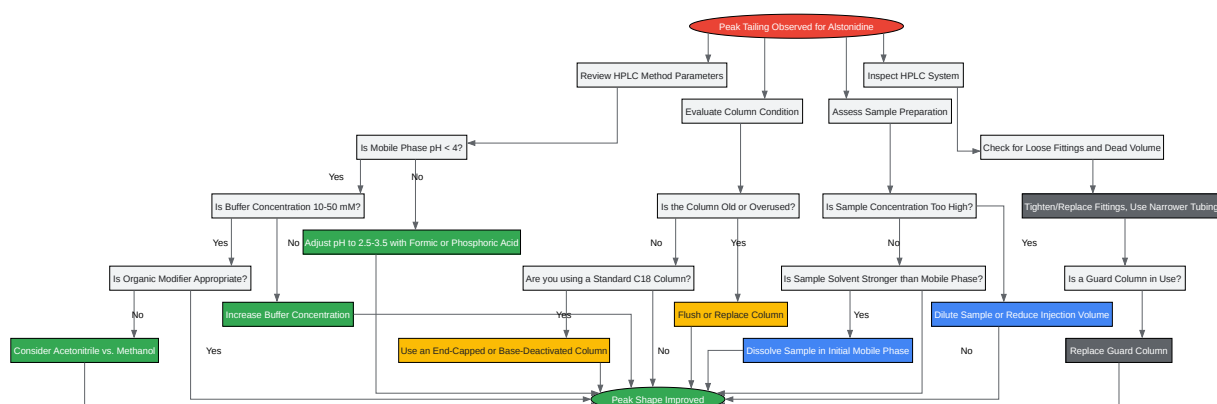 Peak Tailing Observed for Alstonidine
Review HPLC Method Parameters
Inspect HPLC System
Evaluate Column Condition
Assess Sample Preparation
Is Mobile Phase pH < 4?
Check for Loose Fittings and Dead Volume
Yes
No
Is Buffer Concentration 10-50 mM?
Is the Column Old or Overused?
Is Sample Concentration Too High?
Tighten/Replace Fittings, Use Narrower Tubing
Yes
No
Adjust pH to 2.5-3.5 with Formic or Phosphoric Acid
No
Yes
No
Yes
Is Organic Modifier Appropriate?
Are you using a Standard C18 Column?
Is Sample Solvent Stronger than Mobile Phase?
Is a Guard Column in Use?
No
Increase Buffer Concentration
Yes
Flush or Replace Column
Yes
Dilute Sample or Reduce Injection Volume
Consider Acetonitrile vs. Methanol
Yes
Use an End-Capped or Base-Deactivated Column
No
Dissolve Sample in Initial Mobile Phase
No
Replace Guard Column
Peak Shape Improved